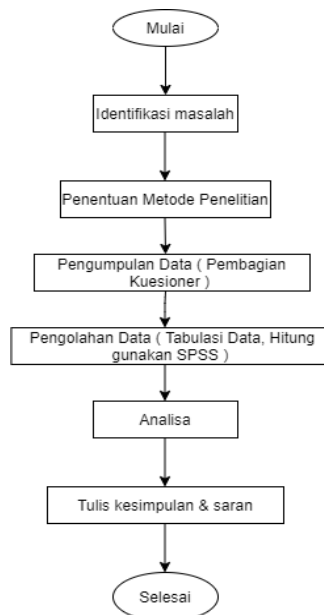 Mulai
Identifikasi masalah
Penentuan Metode Penelitian
Pengumpulan Data ( Pembagian
Kuesioner )
Pengolahan Data ( Tabulasi Data, Hitung
gunakan SPSS )
Analisa
Tulis kesimpulan & saran
Selesai